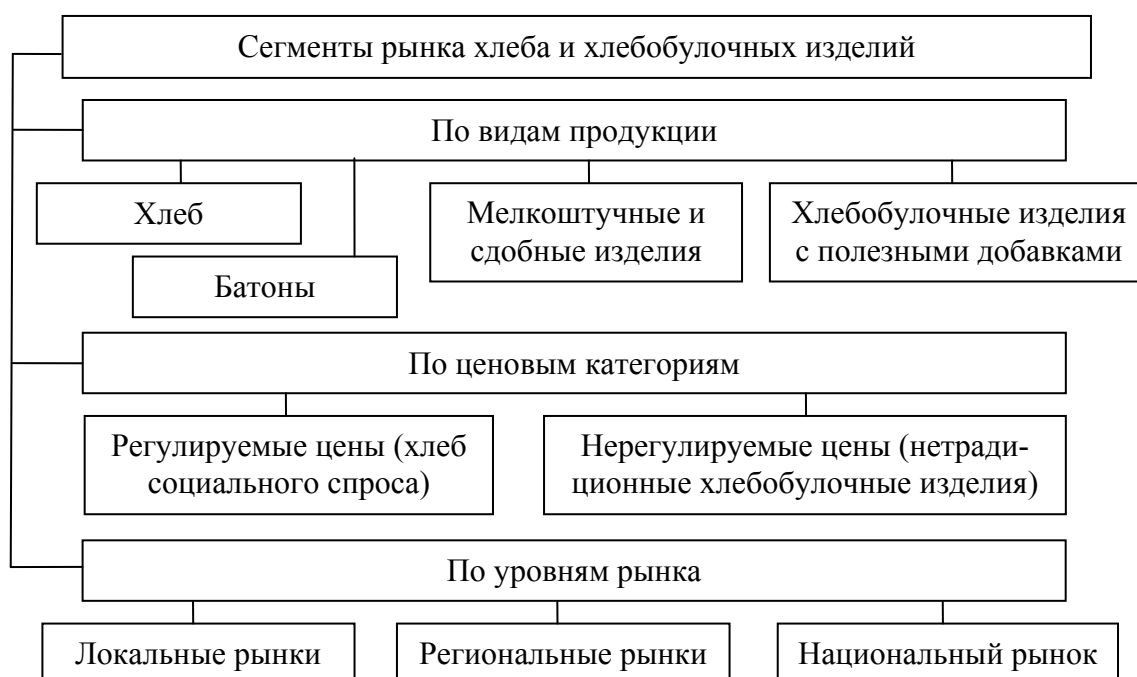 Сегменты рынка хлеба и хлебобулочных изделий
По видам продукции
Хлеб
Батоны
Мелкоштучные и
сдобные изделия
Хлебобулочные изделия
с полезными добавками
По ценовым категориям
Регулируемые цены (хлеб
социального спроса)
Нерегулируемые цены (нетради-
ционные хлебобулочные изделия)
По уровням рынка
Локальные рынки
Региональные рынки
Национальный рынок